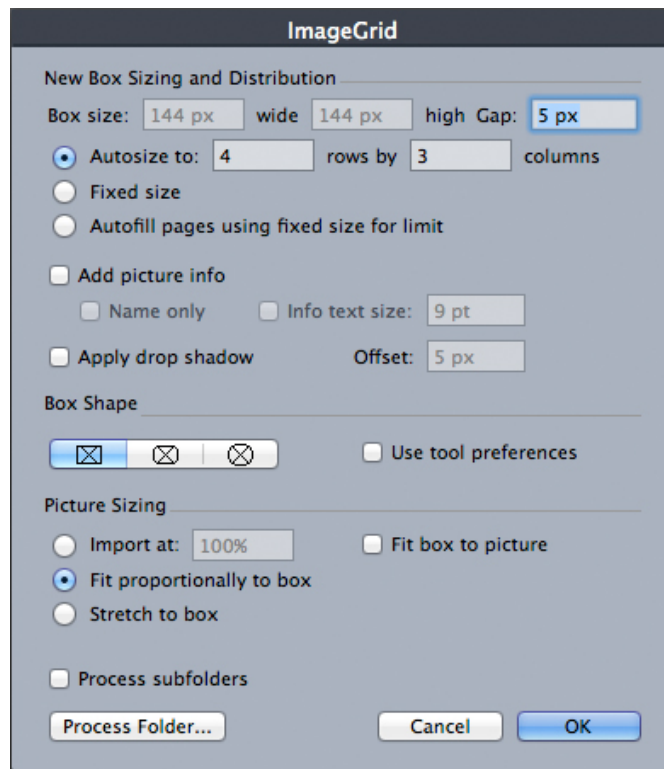 ImageGrid
New Box Sizing and Distribution
Box size: 144 px wide 144 px high Gap: 5 px
Autosize to: 4 rows by 3 columns
Fixed size
Autofill pages using fixed size for limit
Add picture info
Name only Info text size: 9 pt
Apply drop shadow Offset: 5 px
Box Shape
Use tool preferences
Picture Sizing
Import at: 100% Fit box to picture
Fit proportionally to box
Stretch to box
Process subfolders
Process Folder... Cancel OK